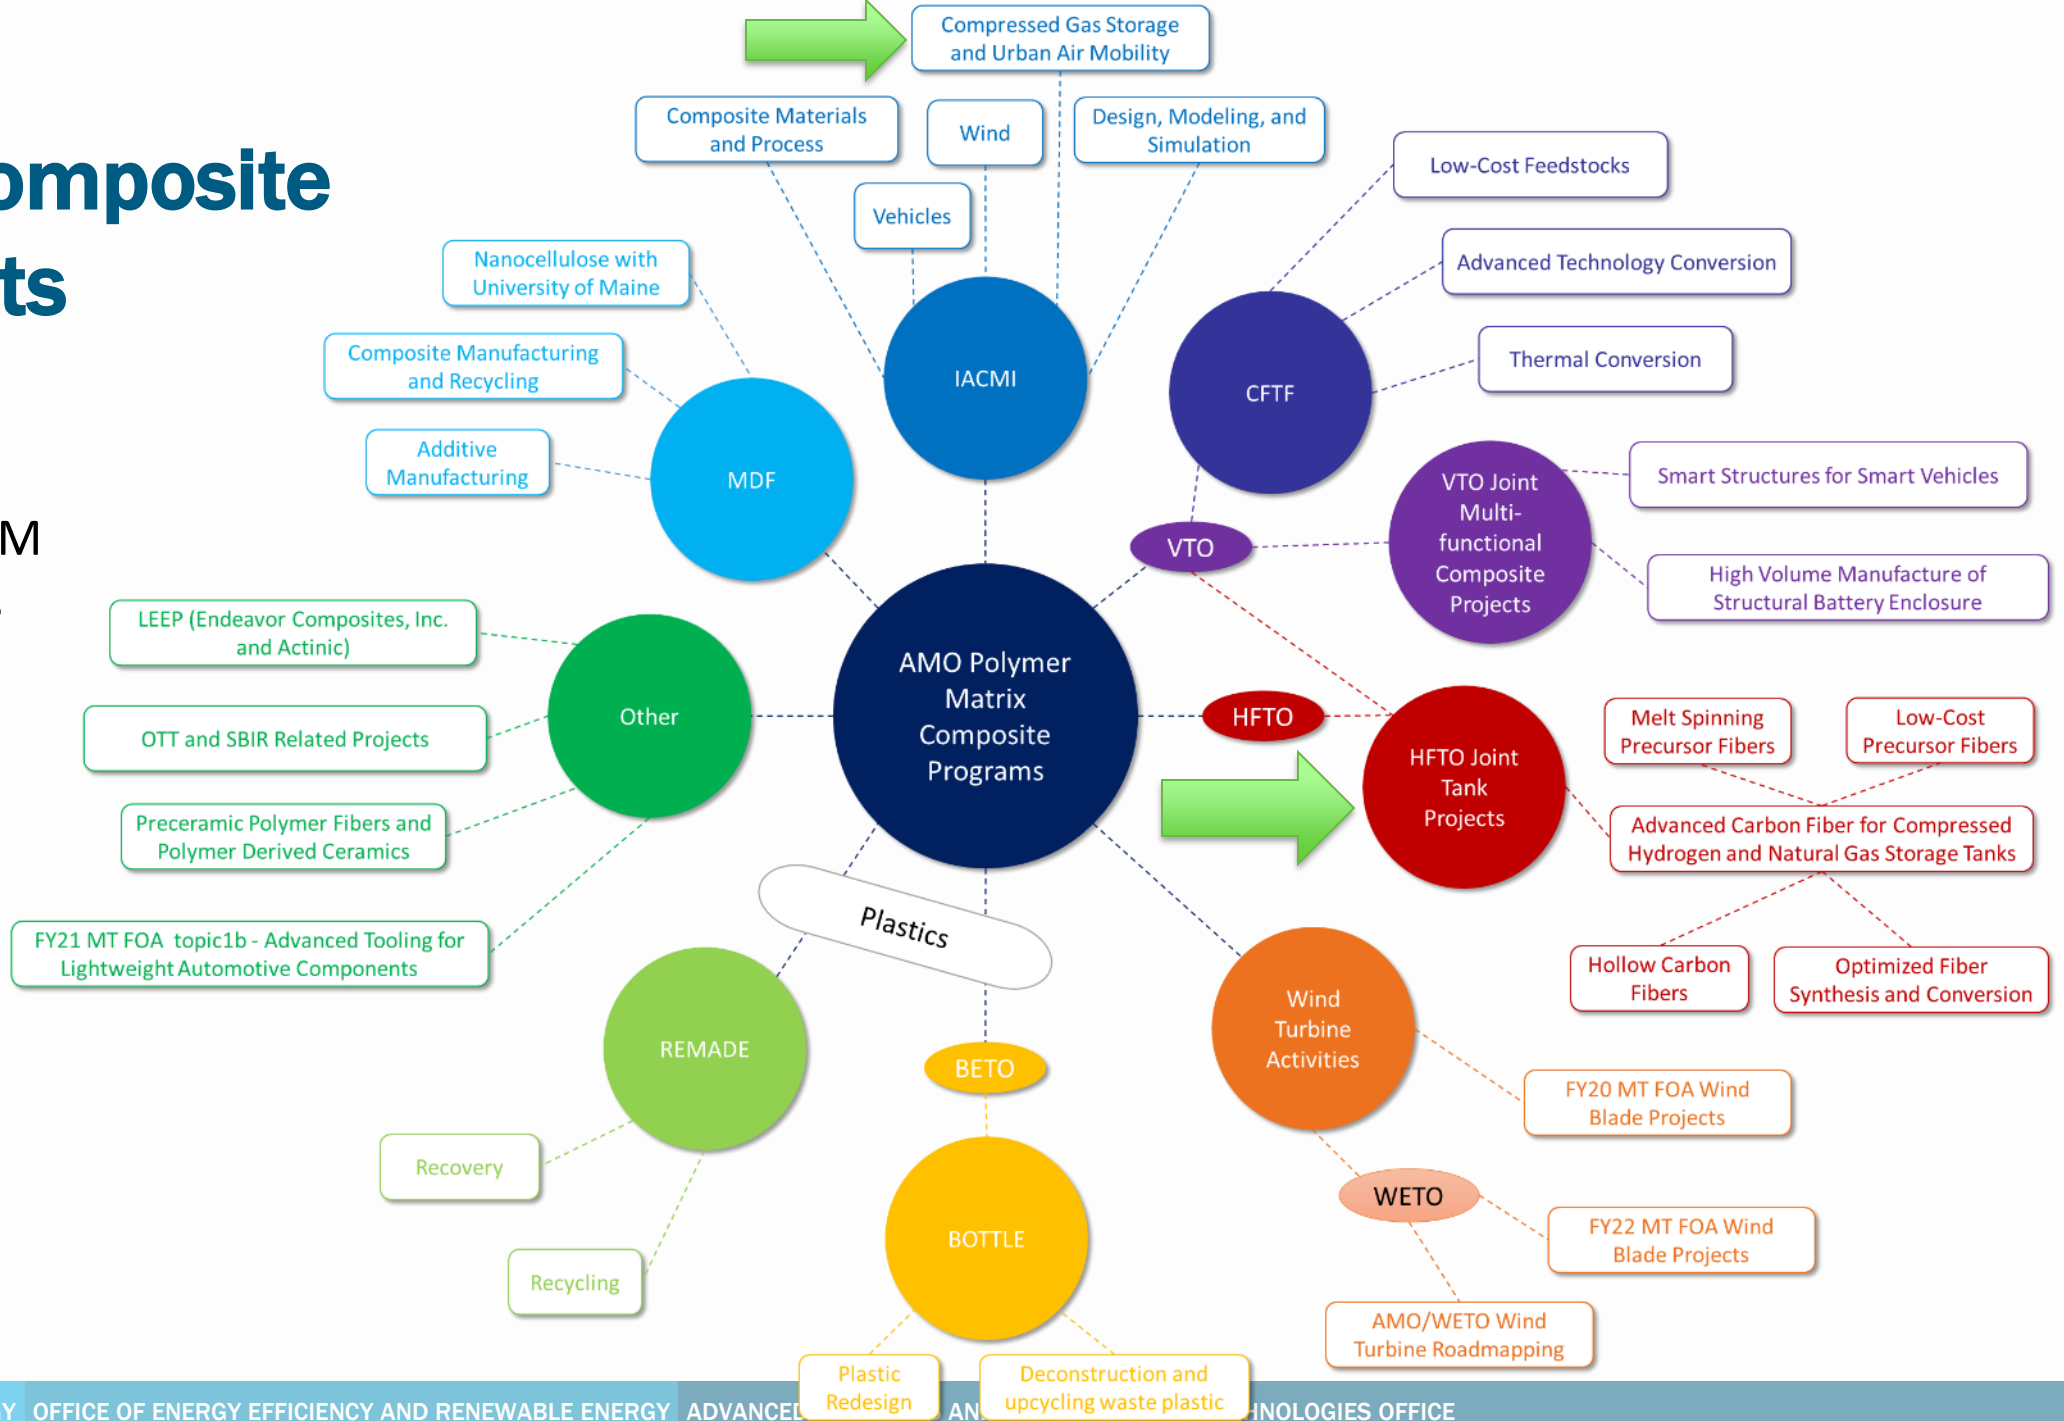 Compressed Gas Storage
and Urban Air Mobility
Composite Materials
and Process
Wind
Design, Modeling, and
Simulation
Vehicles
omposite
ts
M
Low-Cost Feedstocks
Advanced Technology Conversion
Thermal Conversion
Nanocellulose with
University of Maine
Composite Manufacturing
and Recycling
Additive
Manufacturing
MDF
IACMI
CFTF
VTO
VTO Joint
Multi-
functional
Composite
Projects
Smart Structures for Smart Vehicles
High Volume Manufacture of
Structural Battery Enclosure
LEEP (Endeavor Composites, Inc.
and Actinic)
OTT and SBIR Related Projects
Preceramic Polymer Fibers and
Polymer Derived Ceramics
FY21 MT FOA topic1b - Advanced Tooling for
Lightweight Automotive Components
Other
AMO Polymer
Matrix
Composite
Programs
HFTO
HFTO Joint
Tank
Projects
Melt Spinning
Precursor Fibers
Low-Cost
Precursor Fibers
Advanced Carbon Fiber for Compressed
Hydrogen and Natural Gas Storage Tanks
Hollow Carbon
Fibers
Optimized Fiber
Synthesis and Conversion
Plastics
REMADE
Recovery
Recycling
BETO
BOTTLE
Plastic
Redesign
Deconstruction and
upcycling waste plastic
Wind
Turbine
Activities
FY20 MT FOA Wind
Blade Projects
WETO
FY22 MT FOA Wind
Blade Projects
AMO/WETO Wind
Turbine Roadmapping
Y OFFICE OF ENERGY EFFICIENCY AND RENEWABLE ENERGY ADVANCED AN HNOLOGIES OFFICE